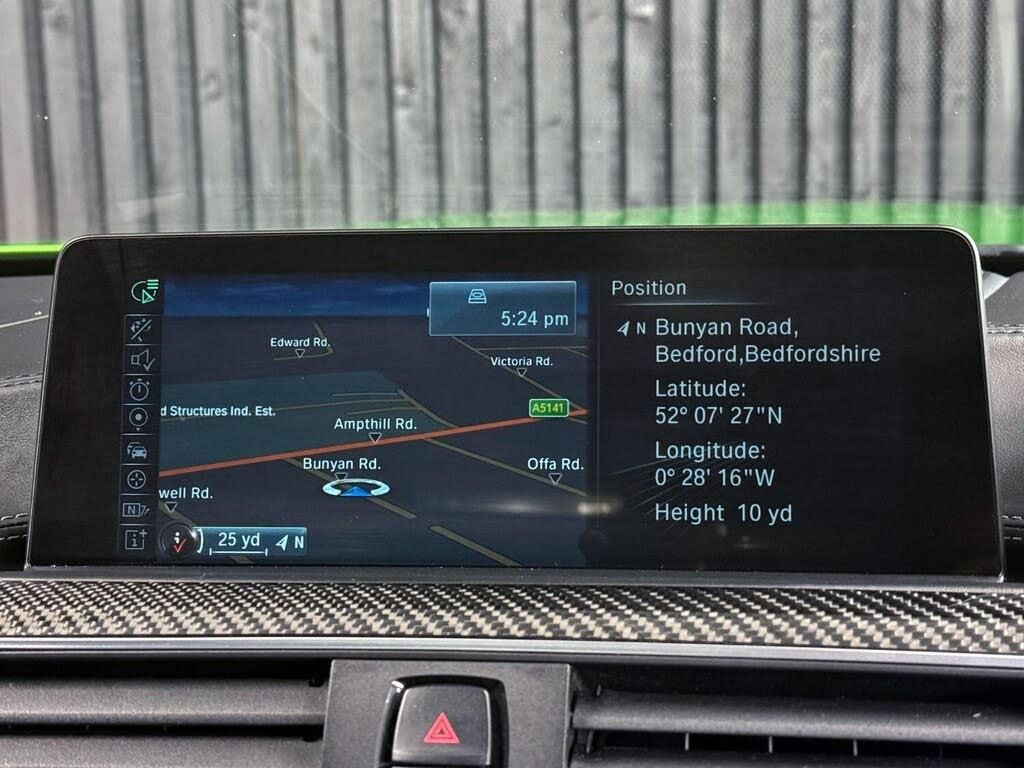 Position
N Bunyan Road,
Bedford,Bedfordshire
Latitude:
52° 07' 27"N
Longitude:
0° 28' 16"W
Height 10 yd
5:24 pm
Edward Rd.
Victoria Rd.
A5141
d Structures Ind. Est.
Ampthill Rd.
Bunyan Rd.
Offa Rd.
well Rd.
25 yd N
N
i